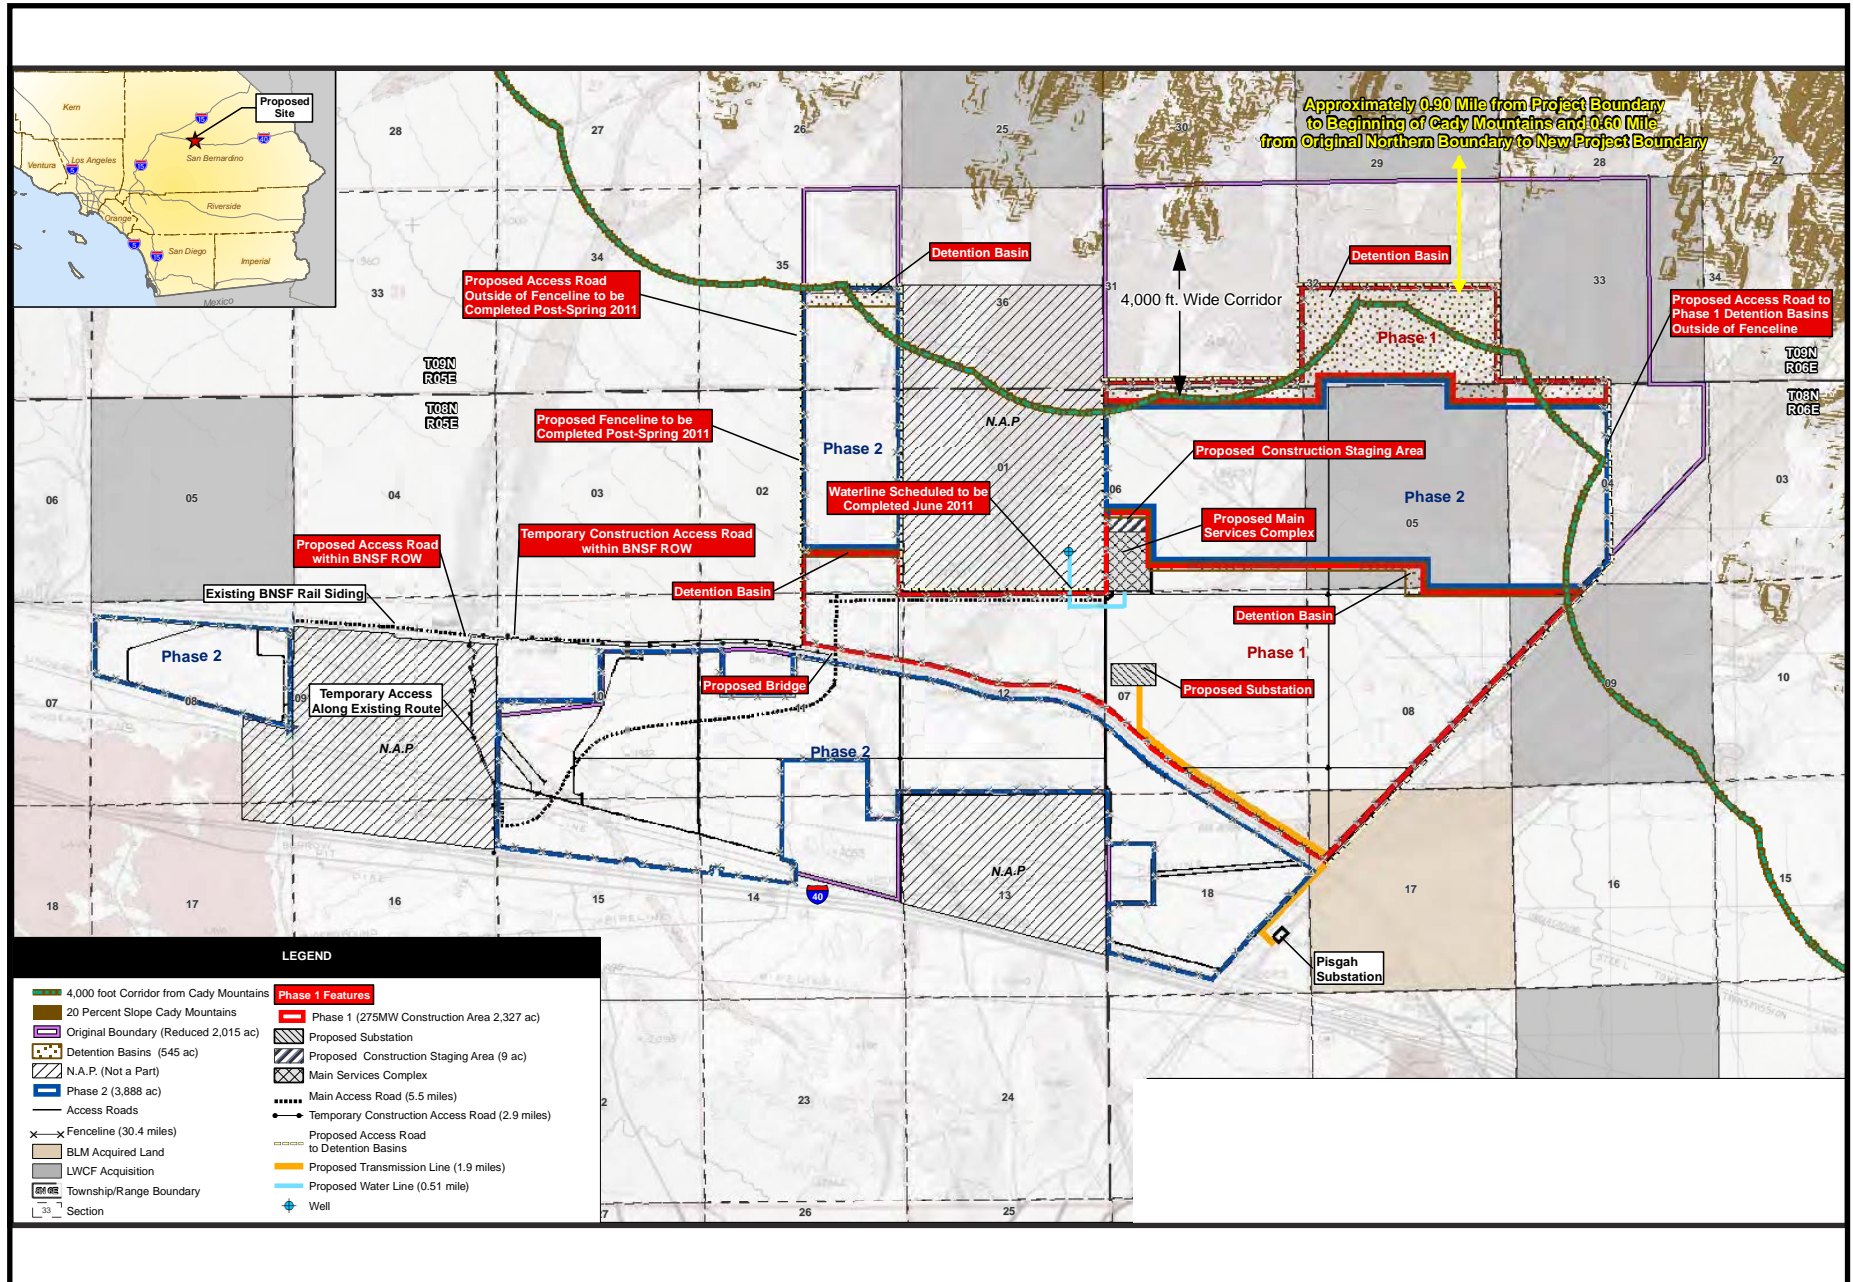 Kern
15
Proposed
Site
40
San Bernardino
Ventura
Los Angeles
5
15
Riverside
Orange
5
15
San Diego
Imperial
Mexico
28
27
26
25
30
29
28
27
Approximately 0.90 Mile from Project Boundary
to Beginning of Cady Mountains and 0.60 Mile
from Original Northern Boundary to New Project Boundary
33
34
35
36
31
32
33
34
Proposed Access Road
Outside of Fenceline to be
Completed Post-Spring 2011
Detention Basin
4,000 ft. Wide Corridor
Detention Basin
Phase 1
Proposed Access Road to
Phase 1 Detention Basins
Outside of Fenceline
T09N
R05E
T08N
R05E
T09N
R06E
T08N
R06E
Proposed Fenceline to be
Completed Post-Spring 2011
Phase 2
N.A.P
Proposed Construction Staging Area
Waterline Scheduled to be
Completed June 2011
Proposed Main
Services Complex
Phase 2
06
05
04
03
02
01
06
05
04
03
Proposed Access Road
within BNSF ROW
Temporary Construction Access Road
within BNSF ROW
Existing BNSF Rail Siding
Detention Basin
Detention Basin
Phase 2
Temporary Access
Along Existing Route
N.A.P
Proposed Bridge
Phase 1
Proposed Substation
Phase 2
07
08
09
10
11
12
07
08
09
10
N.A.P
40
18
17
16
15
14
13
18
17
16
15
Pisgah
Substation
23
24
26
25
LEGEND
4,000 foot Corridor from Cady Mountains
20 Percent Slope Cady Mountains
Original Boundary (Reduced 2,015 ac)
Detention Basins (545 ac)
N.A.P. (Not a Part)
Phase 2 (3,888 ac)
Access Roads
Fenceline (30.4 miles)
BLM Acquired Land
LWCF Acquisition
Township/Range Boundary
33 Section
Phase 1 Features
Phase 1 (275MW Construction Area 2,327 ac)
Proposed Substation
Proposed Construction Staging Area (9 ac)
Main Services Complex
Main Access Road (5.5 miles)
Temporary Construction Access Road (2.9 miles)
Proposed Access Road
to Detention Basins
Proposed Transmission Line (1.9 miles)
Proposed Water Line (0.51 mile)
Well